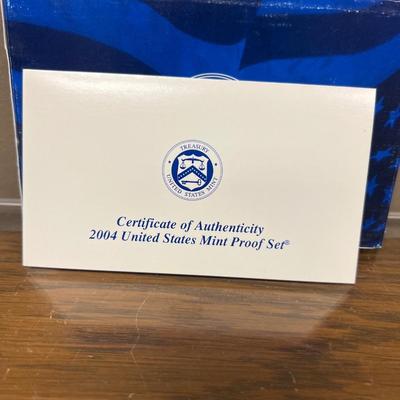 TREASURY
UNITED STATES MINT
Certificate of Authenticity
2004 United States Mint Proof Set®